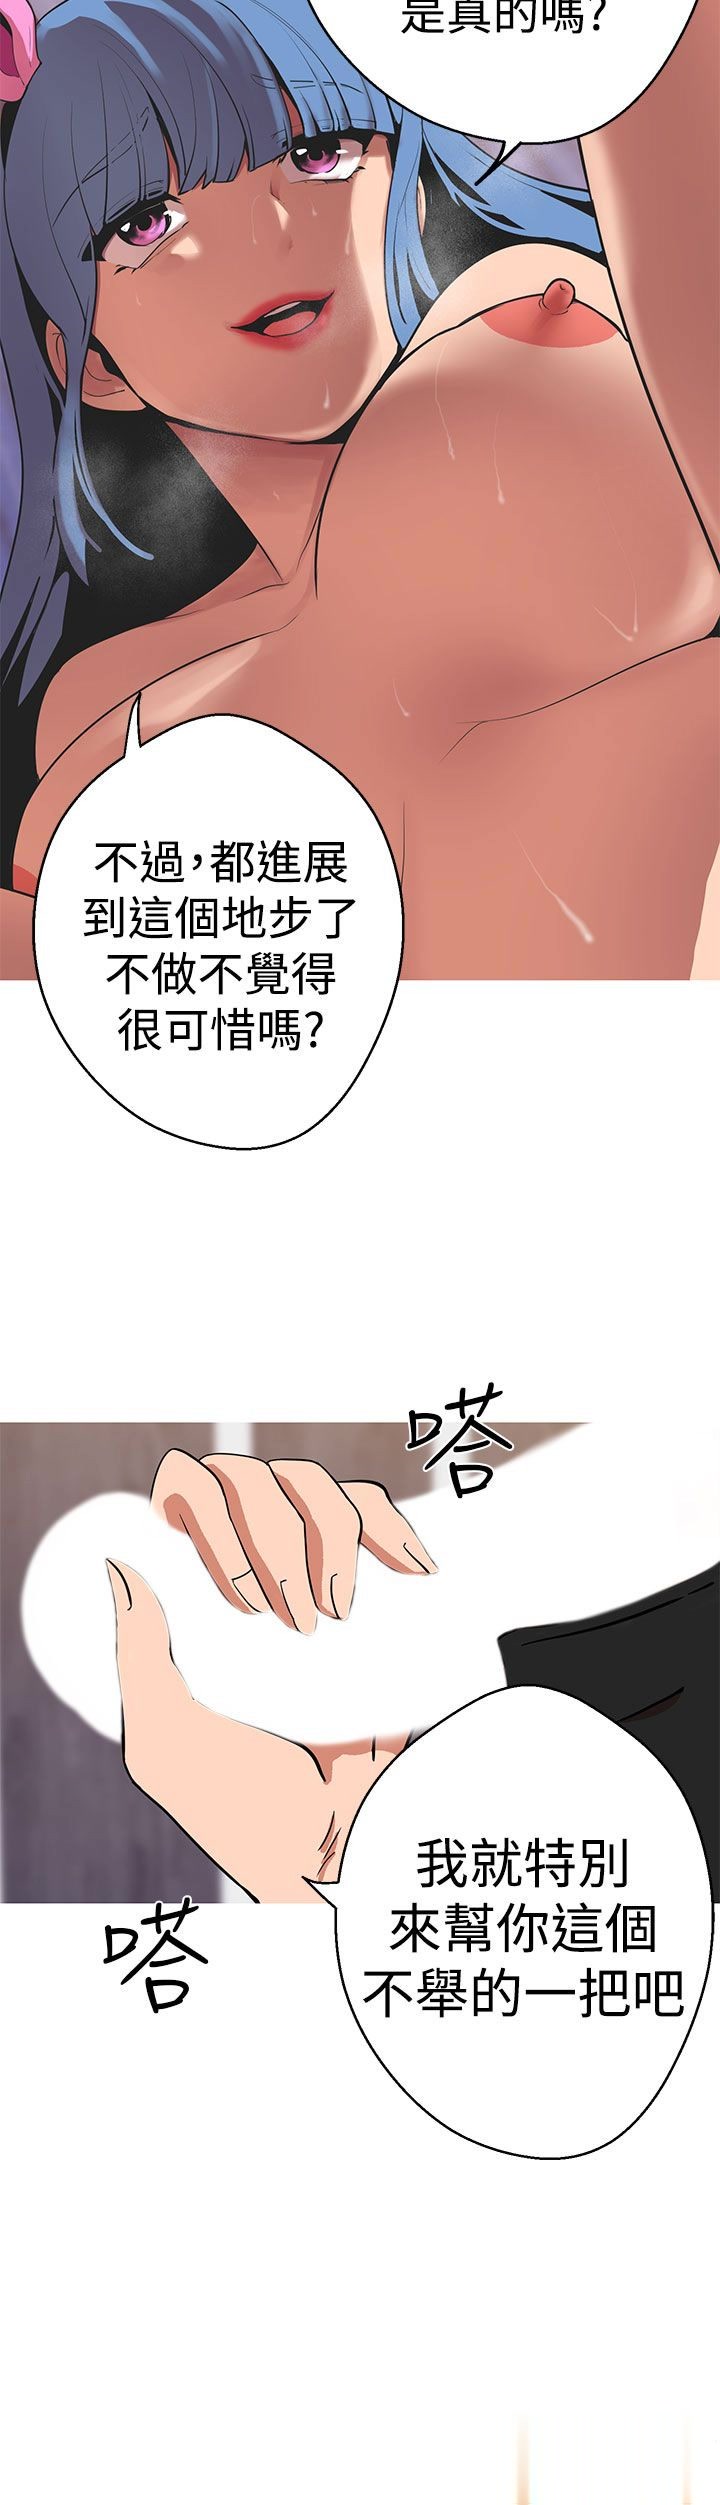 是真的嗎?
不過,都進展
到這個地步了
不做不覺得
很可惜嗎?
嗒
我就特別
來幫你這個
不舉的一把吧
嗒